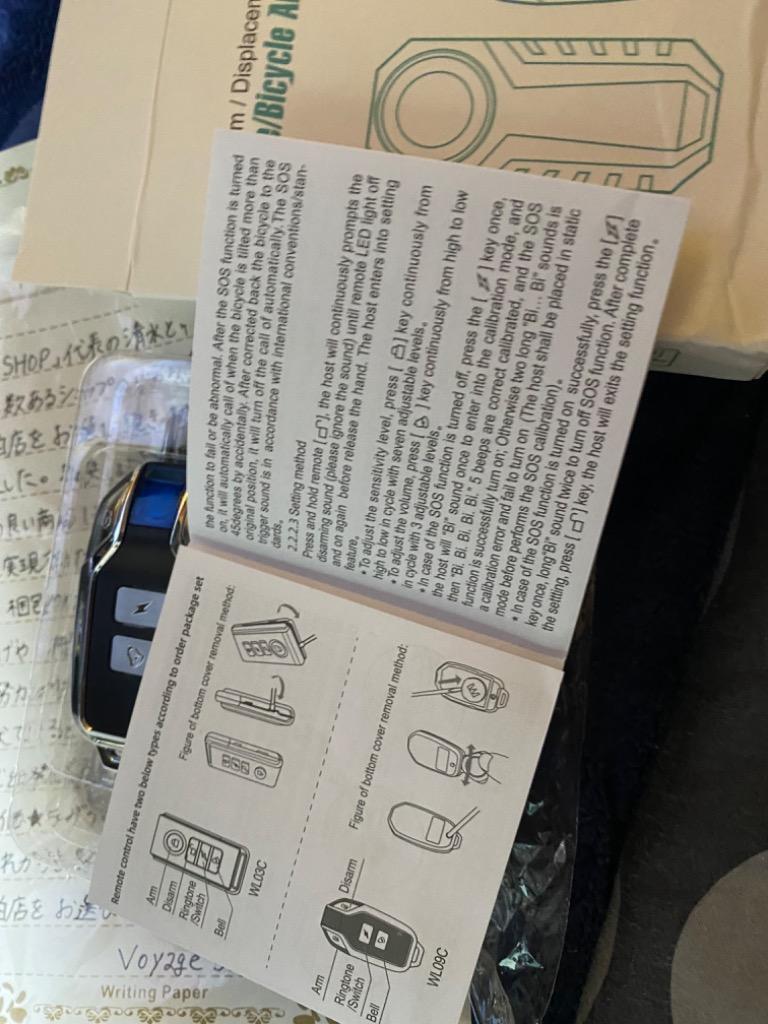 m / Displacem
e/Bicycle A
the function to fail or be abnormal. After the SOS function is turned
on, it will automatically call of when the bicycle is tilted more than
45degrees by accidentally. After corrected back the bicycle to the
original position, it will turn off the call of automatically. The SOS
trigger sound is in accordance with international conventions/stan-
dards.
2.2.2.3 Setting method
Press and hold remote [ ], the host will continuously prompts the
disarming sound (please ignore the sound) until remote LED light off
and on again before release the hand. The host enters into setting
feature。
• To adjust the sensitivity level, press [ ] key continuously from
high to low in cycle with seven adjustable levels。
• To adjust the volume, press [ ] key continuously from high to low
in cycle with 3 adjustable levels。
• In case of the SOS function is turned off, press the [ ] key once,
the host will "Bi" sound once to enter into the calibration mode, and
then "Bi. Bi. Bi. Bi. Bi." 5 beeps are correct calibrated, and the SOS
function is successfully turn on; Otherwise two long "Bi... Bi" sounds is
a calibration error and fail to turn on. (The host shall be placed in static
mode before performs the SOS calibration)。
• In case of the SOS function is turned on successfully, press the [ ]
key once, long"Bi" sound twice to turn off SOS function. After complete
the settting, press [ ] key, the host will exits the setting function。
Remote control have two below types according to order package set
Figure of bottom cover removal method:
Arm
Disarm
Ringtone
/Switch
Bell
WL03C
Figure of bottom cover removal method:
Arm
Disarm
Ringtone
/Switch
Bell
WL09C
SHOP」代表の清水と
数あるショップ
店をお選
した。
良い商
実現
店をお選び
Voyage
Writing Paper